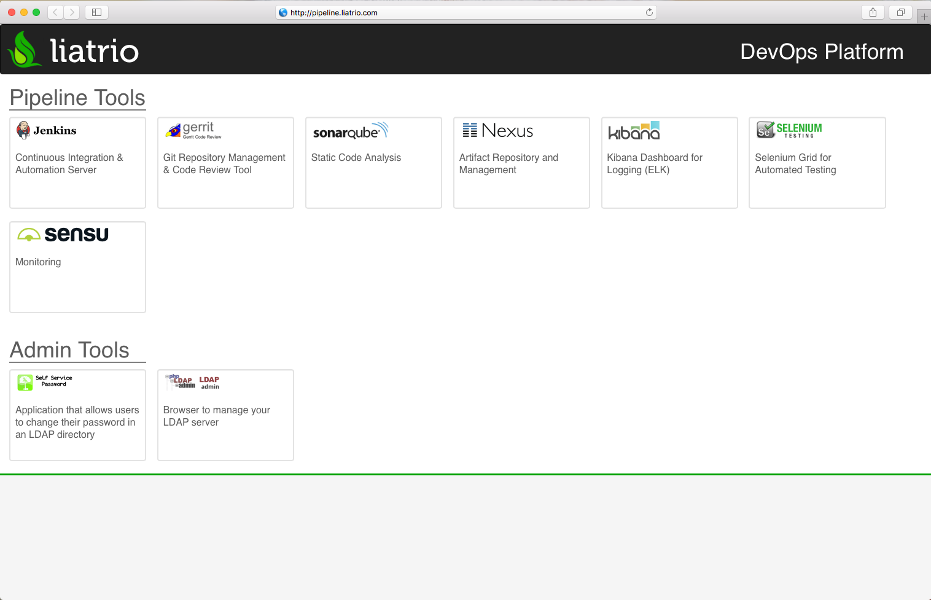 http://pipeline.liatrio.com
liatrio
DevOps Platform
Pipeline Tools
Jenkins
Continuous Integration &
Automation Server
gerrit
Gerrit Code Review
Git Repository Management
& Code Review Tool
sonarqube
Static Code Analysis
Nexus
Artifact Repository and
Management
kibana
Kibana Dashboard for
Logging (ELK)
Se
SELENIUM
TESTING
Selenium Grid for
Automated Testing
sensu
Monitoring
Admin Tools
Self Service
Password
Application that allows users
to change their password in
an LDAP directory
php
LDAP
admin
LDAP
admin
Browser to manage your
LDAP server